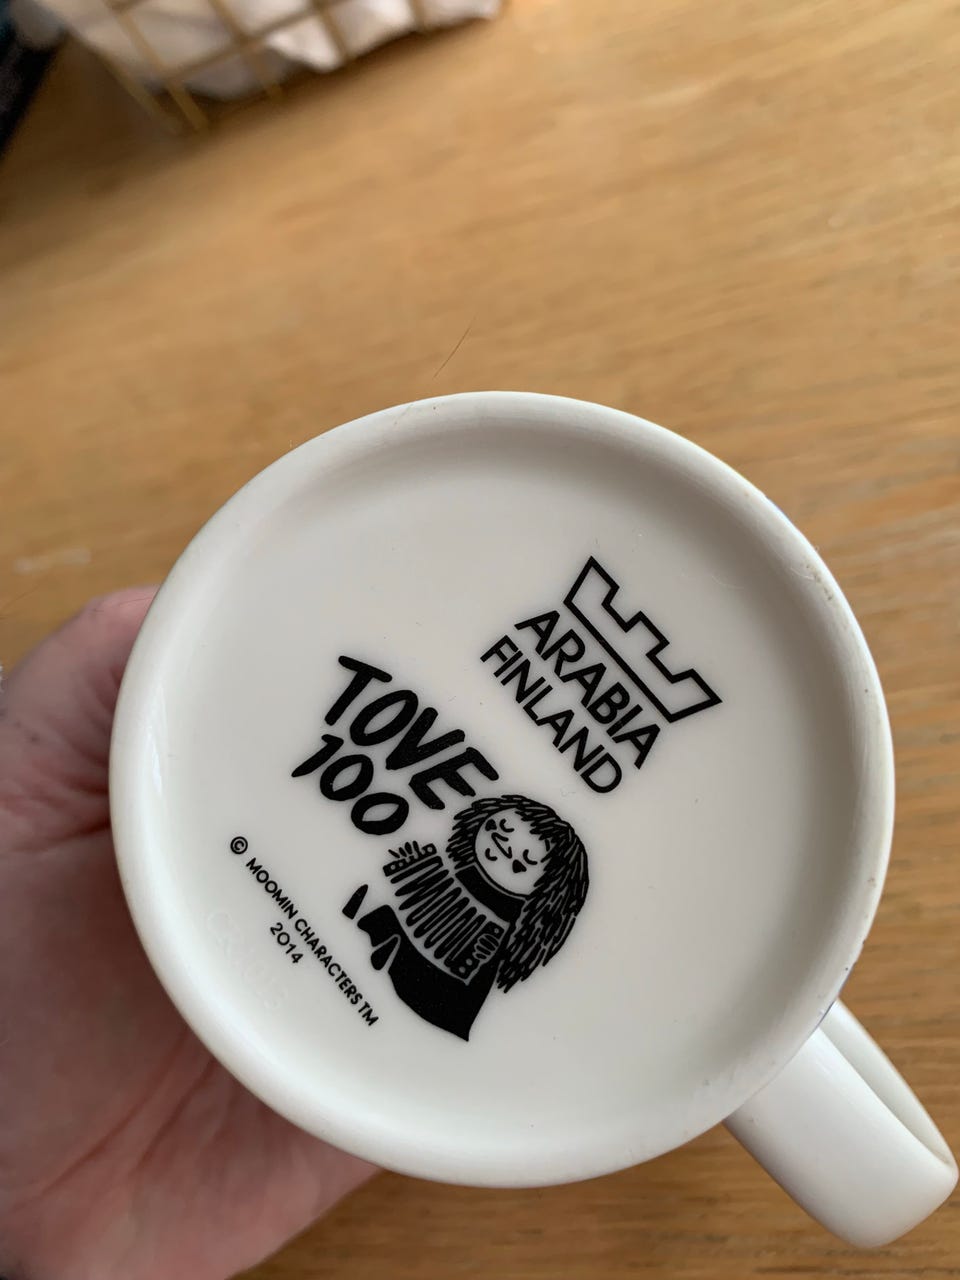 ARABIA
FINLAND
TOVE
100
© MOOMIN CHARACTERS TM
2014